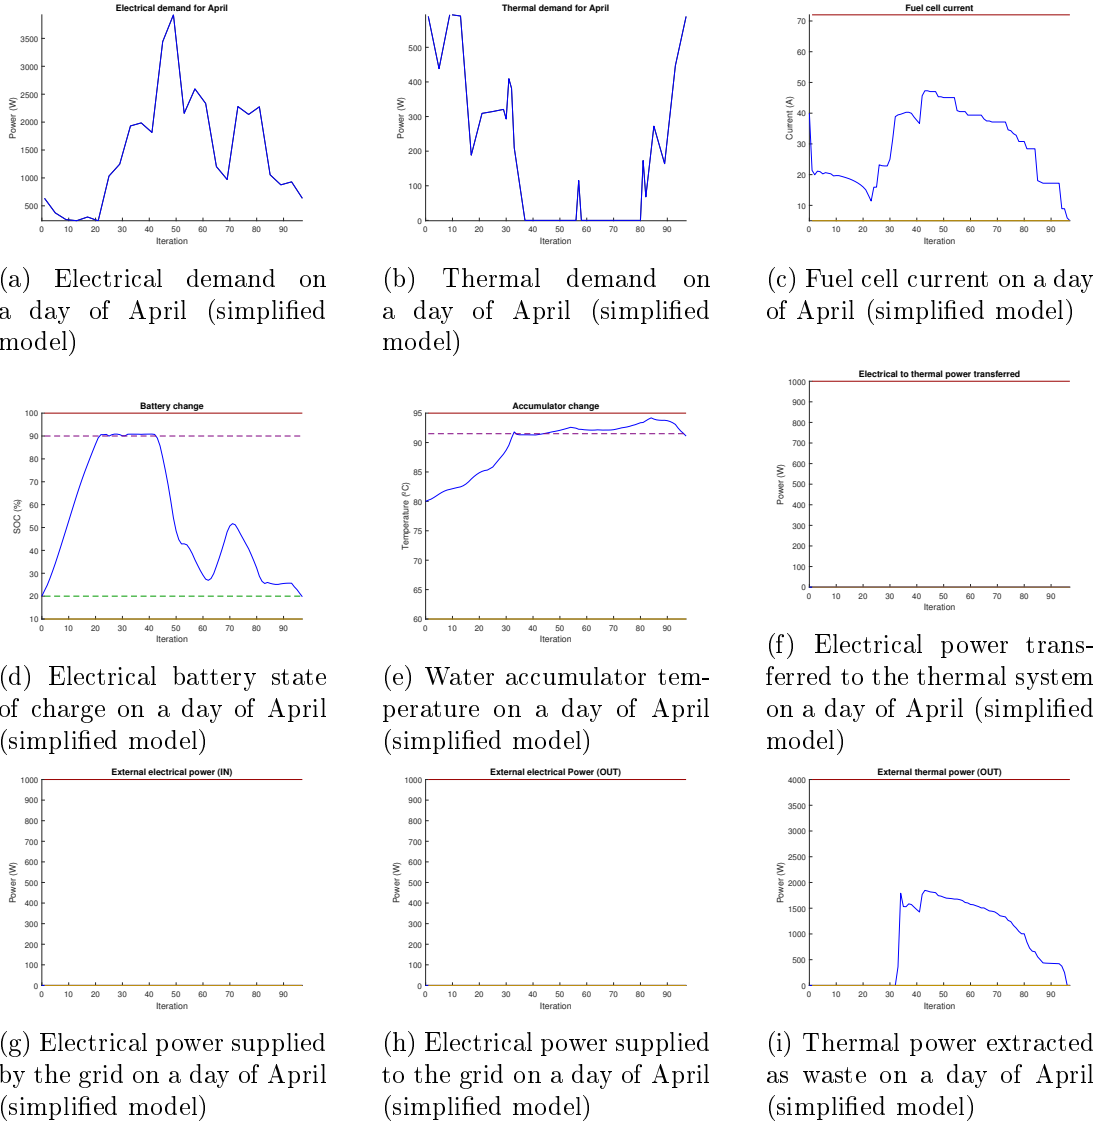 Electrical demand for April
Power (W)
3500
3000
2500
2000
1500
1000
500
0 10 20 30 40 50 60 70 80 90
Iteration
(a) Electrical demand on
a day of April (simplified
model)
Thermal demand for April
Power (W)
500
400
300
200
100
0
0 10 20 30 40 50 60 70 80 90
Iteration
(b) Thermal demand on
a day of April (simplified
model)
Fuel cell current
Current (A)
70
60
50
40
30
20
10
0 10 20 30 40 50 60 70 80 90
Iteration
(c) Fuel cell current on a day
of April (simplified model)
Battery change
SOC (%)
100
90
80
70
60
50
40
30
20
10
0 10 20 30 40 50 60 70 80 90
Iteration
(d) Electrical battery state
of charge on a day of April
(simplified model)
Accumulator change
Temperature (ºC)
95
90
85
80
75
70
65
60
0 10 20 30 40 50 60 70 80 90
Iteration
(e) Water accumulator tem-
perature on a day of April
(simplified model)
Electrical to thermal power transferred
Power (W)
1000
900
800
700
600
500
400
300
200
100
0
0 10 20 30 40 50 60 70 80 90
Iteration
(f) Electrical power trans-
ferred to the thermal system
on a day of April (simplified
model)
External electrical power (IN)
Power (W)
1000
900
800
700
600
500
400
300
200
100
0
0 10 20 30 40 50 60 70 80 90
Iteration
(g) Electrical power supplied
by the grid on a day of April
(simplified model)
External electrical Power (OUT)
Power (W)
1000
900
800
700
600
500
400
300
200
100
0
0 10 20 30 40 50 60 70 80 90
Iteration
(h) Electrical power supplied
to the grid on a day of April
(simplified model)
External thermal power (OUT)
Power (W)
4000
3500
3000
2500
2000
1500
1000
500
0
0 10 20 30 40 50 60 70 80 90
Iteration
(i) Thermal power extracted
as waste on a day of April
(simplified model)